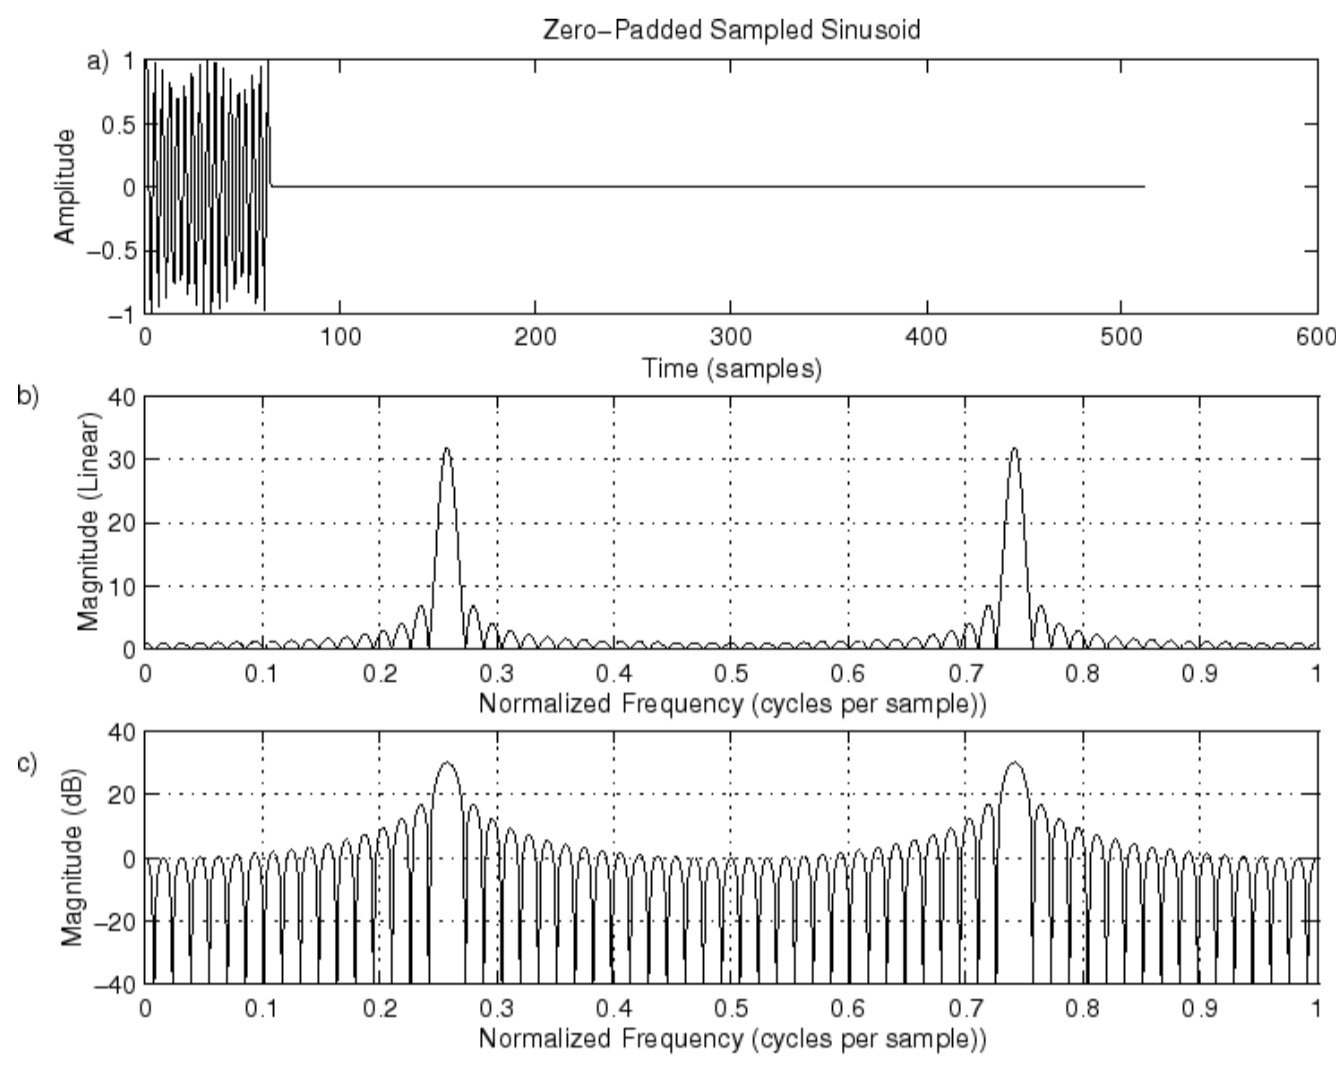 Zero−Padded Sampled Sinusoid
a)
1
0.5
0
−0.5
−1
Amplitude
0 100 200 300 400 500 600
Time (samples)
b)
40
30
20
10
0
Magnitude (Linear)
0 0.1 0.2 0.3 0.4 0.5 0.6 0.7 0.8 0.9 1
Normalized Frequency (cycles per sample))
c)
40
20
0
−20
−40
Magnitude (dB)
0 0.1 0.2 0.3 0.4 0.5 0.6 0.7 0.8 0.9 1
Normalized Frequency (cycles per sample))